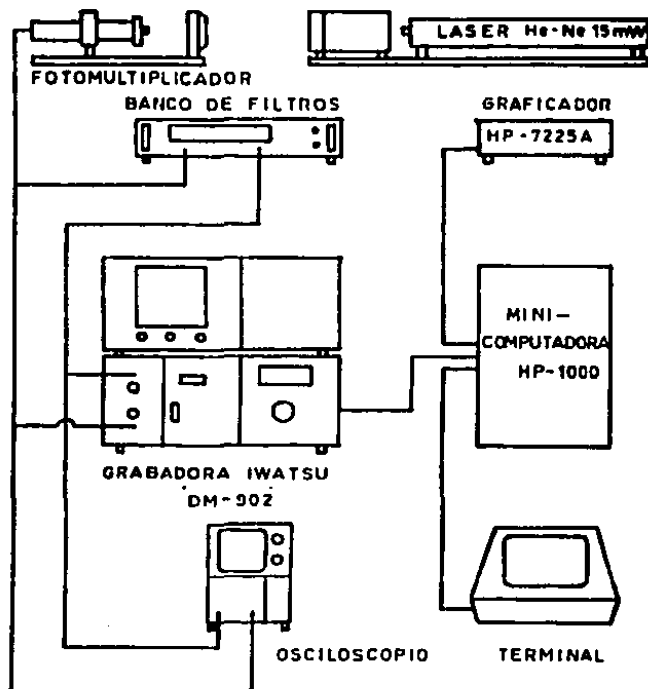 LASER He-Ne 15mW
FOTOMULTIPLICADOR
BANCO DE FILTROS
GRAFICADOR
HP-7225A
MINI-
COMPUTADORA
HP-1000
GRABADORA IWATSU
DM-902
OSCILOSCOPIO
TERMINAL